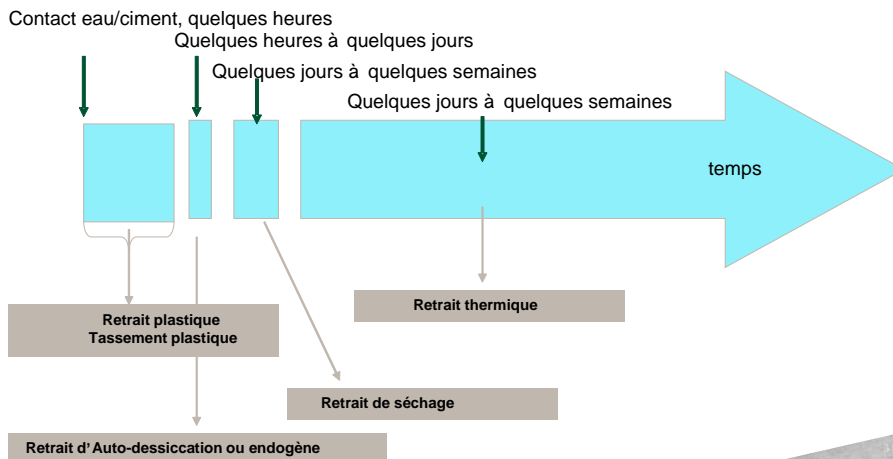 Contact eau/ciment, quelques heures
Quelques heures à quelques jours
Quelques jours à quelques semaines
Quelques jours à quelques semaines
temps
Retrait plastique
Tassement plastique
Retrait thermique
Retrait de séchage
Retrait d'Auto-dessiccation ou endogène